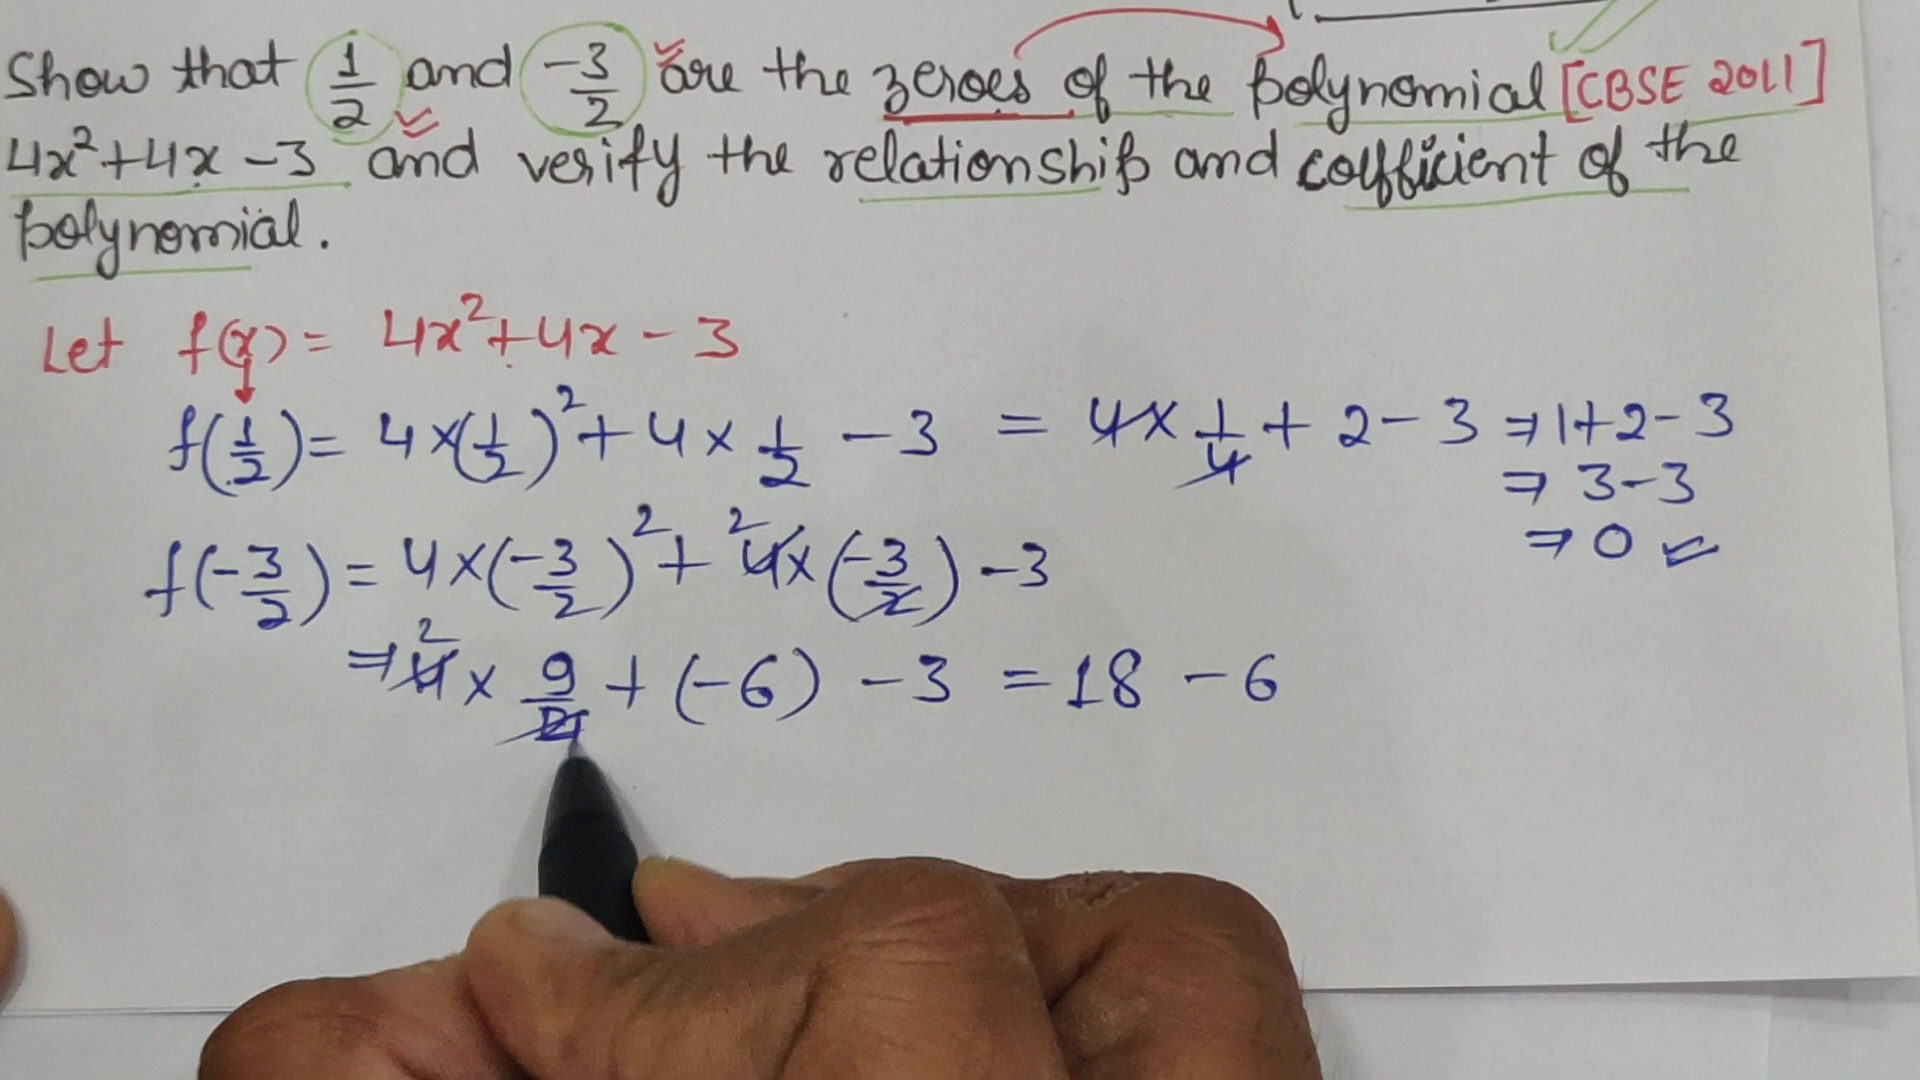 Show that 1/2 and -3/2 are the zeroes of the polynomial [CBSE 2011]
4x²+4x-3 and verify the relationship and cofficient of the
polynomial.
Let f(x) = 4x²+4x-3
f(1/2) = 4×(1/2)²+4×1/2-3 = 4×1/4+2-3 ⇒1+2-3
⇒ 3-3
⇒ 0
f(-3/2) = 4×(-3/2)²+ ²4×(-3/2)-3
⇒ ²4× 9/4+(-6)-3 = 18-6